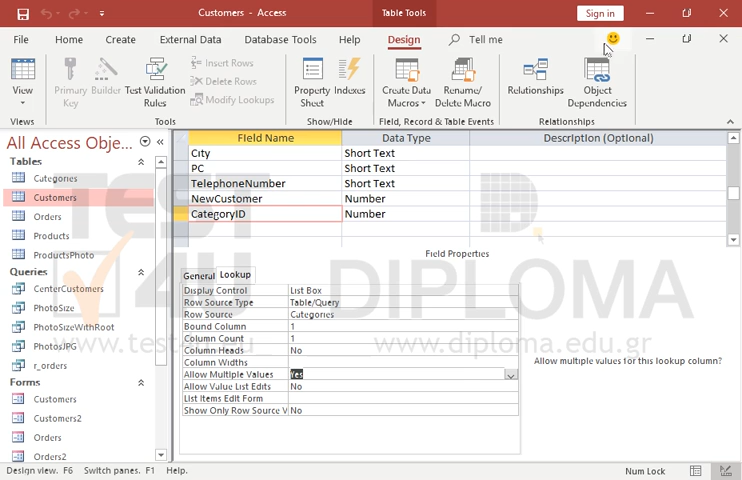 Customers - Access
Table Tools
Sign in
File Home Create External Data Database Tools Help Design Tell me
View
Primary Key
Builder
Test Validation Rules
Insert Rows
Delete Rows
Modify Lookups
Property Sheet
Indexes
Create Data Macros
Rename/ Delete Macro
Relationships
Object Dependencies
Views Tools Show/Hide Field, Record & Table Events Relationships
All Access Obje...
Tables
Categories
Customers
Orders
Products
ProductsPhoto
Queries
CenterCustomers
PhotoSize
PhotoSizeWithRoot
PhotosJPG
r_orders
Forms
Customers
Customers2
Orders
Orders2
Field Name Data Type Description (Optional)
City Short Text
PC Short Text
TelephoneNumber Short Text
NewCustomer Number
CategoryID Number
Field Properties
General Lookup
Display Control List Box
Row Source Type Table/Query
Row Source Categories
Bound Column 1
Column Count 1
Column Heads No
Column Widths
Allow Multiple Values Yes
Allow Value List Edits No
List Items Edit Form
Show Only Row Source V No
Allow multiple values for this lookup column?
TEST
4U
DIPLOMA
www.diploma.edu.gr
Design view. F6 Switch panes. F1 Help.
Num Lock